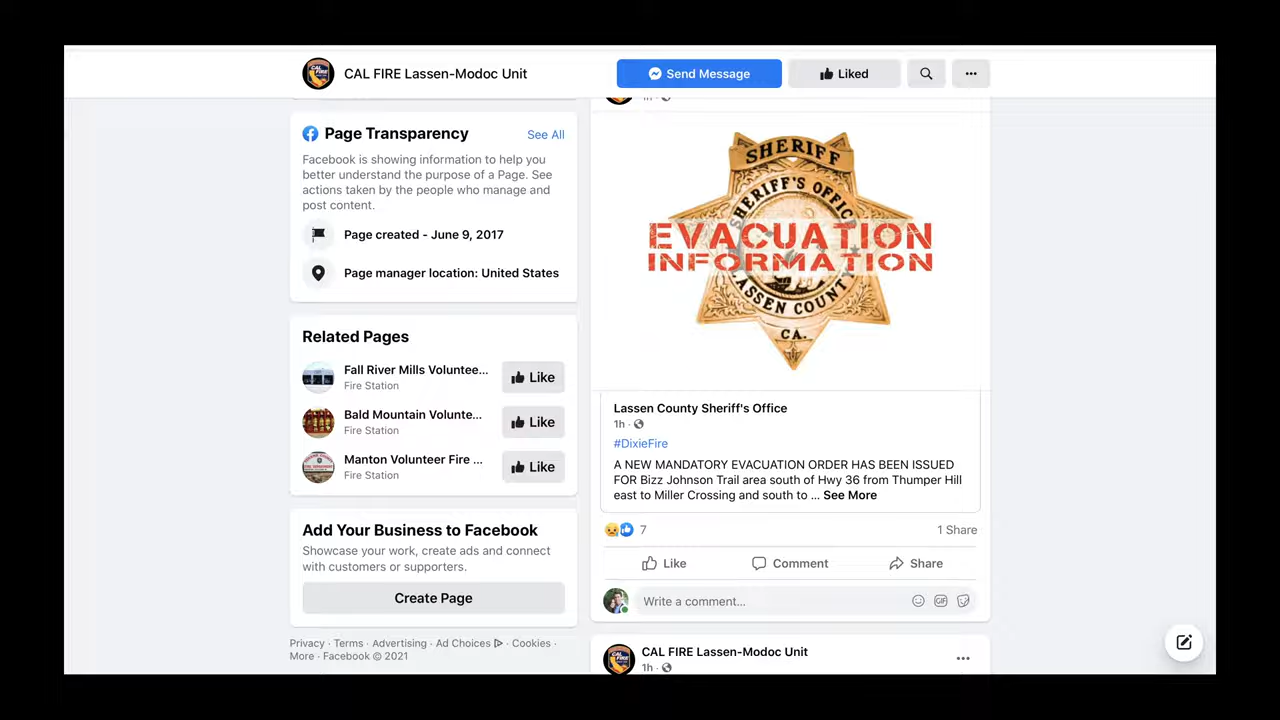 CAL FIRE Lassen-Modoc Unit
Send Message
Liked
Page Transparency
See All
Facebook is showing information to help you
better understand the purpose of a Page. See
actions taken by the people who manage and
post content.
Page created - June 9, 2017
Page manager location: United States
Related Pages
Fall River Mills Voluntee...
Fire Station
Like
Bald Mountain Volunte...
Fire Station
Like
Manton Volunteer Fire ...
Fire Station
Like
Add Your Business to Facebook
Showcase your work, create ads and connect
with customers or supporters.
Create Page
Privacy · Terms · Advertising · Ad Choices · Cookies ·
More · Facebook © 2021
SHERIFF
SHERIFF'S OFFICE
EVACUATION
INFORMATION
LASSEN COUNTY
CA.
Lassen County Sheriff's Office
1h ·
#DixieFire
A NEW MANDATORY EVACUATION ORDER HAS BEEN ISSUED
FOR Bizz Johnson Trail area south of Hwy 36 from Thumper Hill
east to Miller Crossing and south to ... See More
7
1 Share
Like
Comment
Share
Write a comment...
GIF
CAL FIRE Lassen-Modoc Unit
1h ·